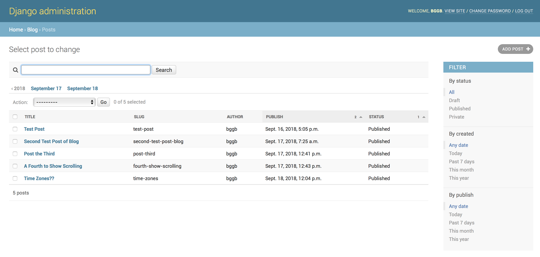 Django administration
WELCOME, BGGB. VIEW SITE / CHANGE PASSWORD / LOG OUT
Home › Blog › Posts
Select post to change
ADD POST +
Search
‹ 2018 September 17 September 18
Action: --------- Go 0 of 5 selected
TITLE SLUG AUTHOR PUBLISH 2 STATUS 1
Test Post test-post bggb Sept. 16, 2018, 5:05 p.m. Published
Second Test Post of Blog second-test-post-blog bggb Sept. 17, 2018, 7:25 a.m. Published
Post the Third post-third bggb Sept. 17, 2018, 12:41 p.m. Published
A Fourth to Show Scrolling fourth-show-scrolling bggb Sept. 17, 2018, 12:43 p.m. Published
Time Zones?? time-zones bggb Sept. 18, 2018, 12:04 p.m. Published
5 posts
FILTER
By status
All
Draft
Published
Private
By created
Any date
Today
Past 7 days
This month
This year
By publish
Any date
Today
Past 7 days
This month
This year